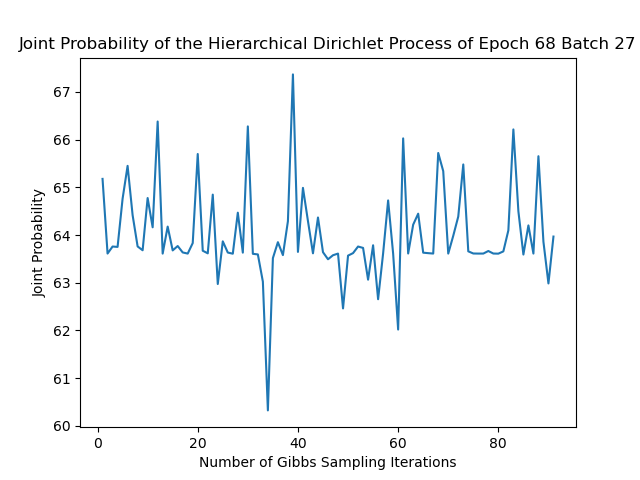 Joint Probability of the Hierarchical Dirichlet Process of Epoch 68 Batch 27
67
66
65
64
63
62
61
60
Joint Probability
0 20 40 60 80
Number of Gibbs Sampling Iterations